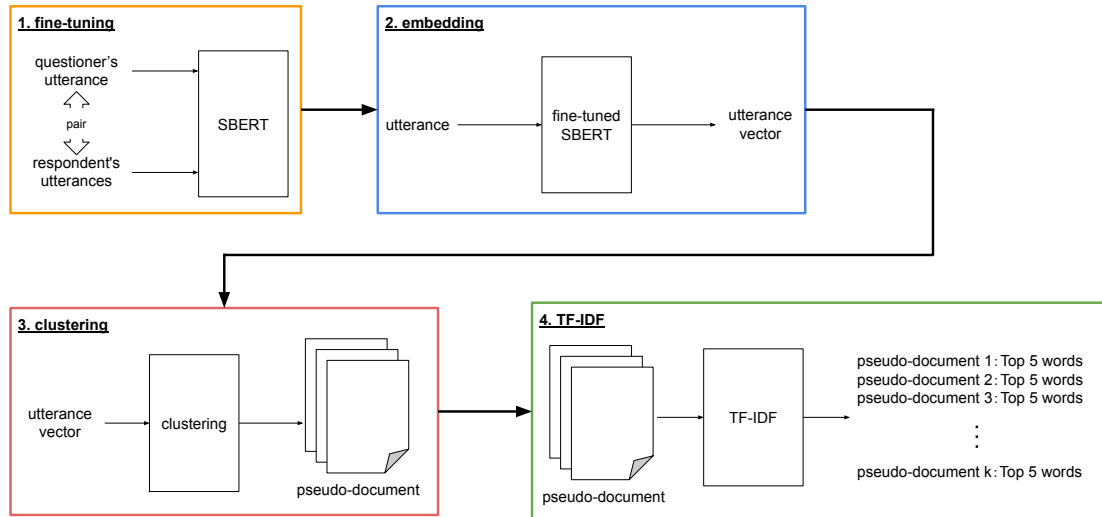 1. fine-tuning
questioner's
utterance
pair
respondent's
utterances
SBERT
2. embedding
utterance
fine-tuned
SBERT
utterance
vector
3. clustering
utterance
vector
clustering
pseudo-document
4. TF-IDF
pseudo-document
TF-IDF
pseudo-document 1: Top 5 words
pseudo-document 2: Top 5 words
pseudo-document 3: Top 5 words
⋮
pseudo-document k: Top 5 words